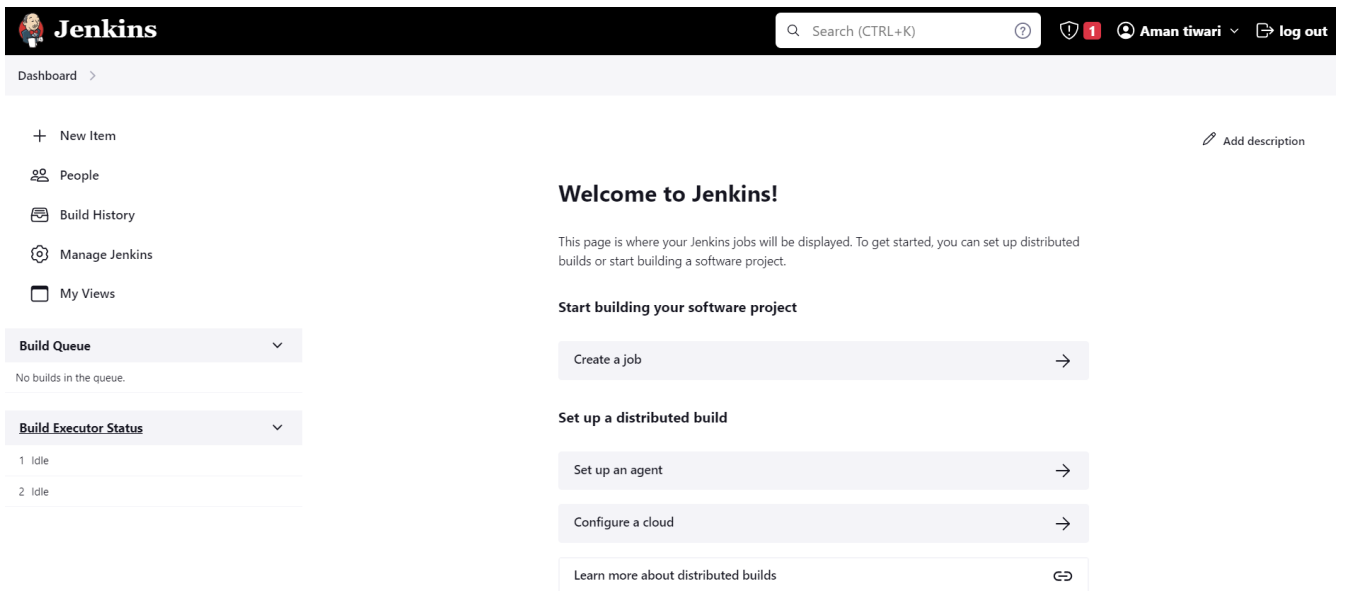 Jenkins
Search (CTRL+K)
?
1
Aman tiwari
log out
Dashboard
New Item
People
Build History
Manage Jenkins
My Views
Build Queue
No builds in the queue.
Build Executor Status
1 Idle
2 Idle
Add description
Welcome to Jenkins!
This page is where your Jenkins jobs will be displayed. To get started, you can set up distributed
builds or start building a software project.
Start building your software project
Create a job
Set up a distributed build
Set up an agent
Configure a cloud
Learn more about distributed builds